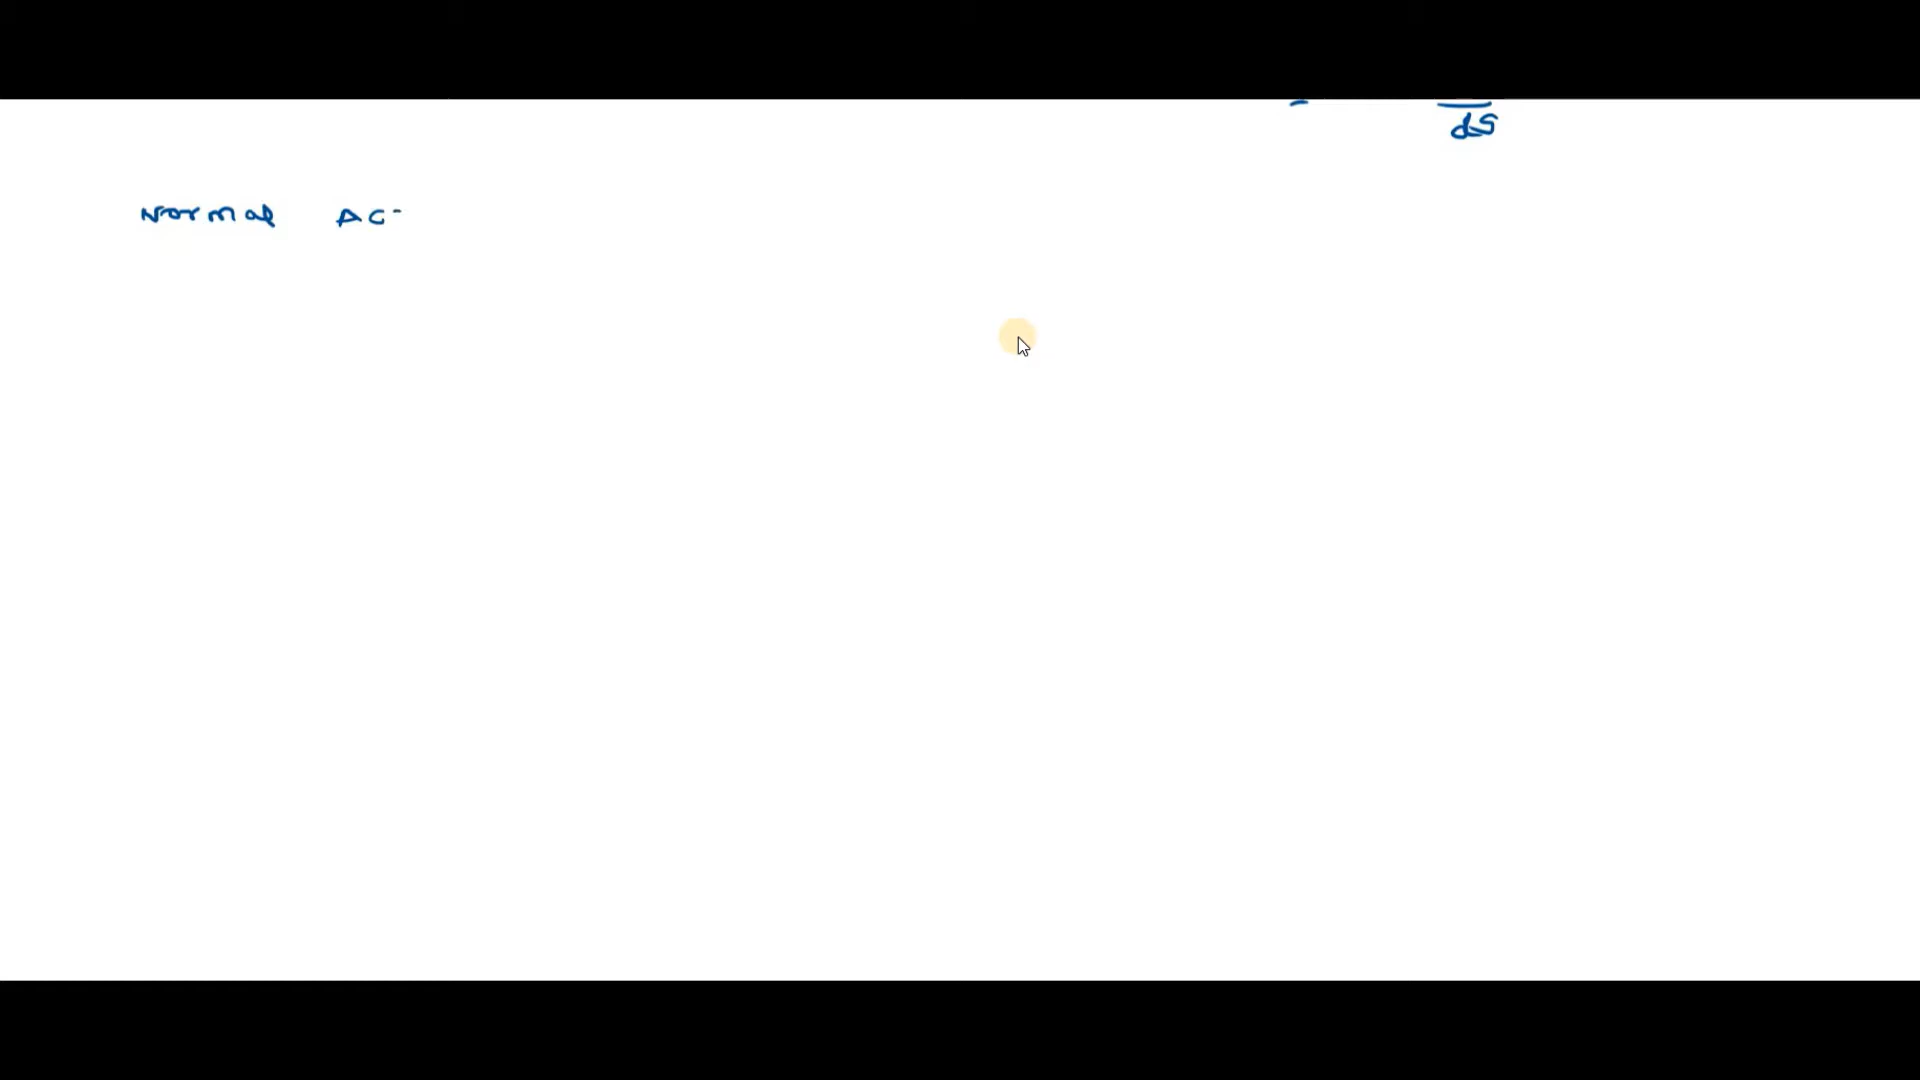 = dS
Normal AC